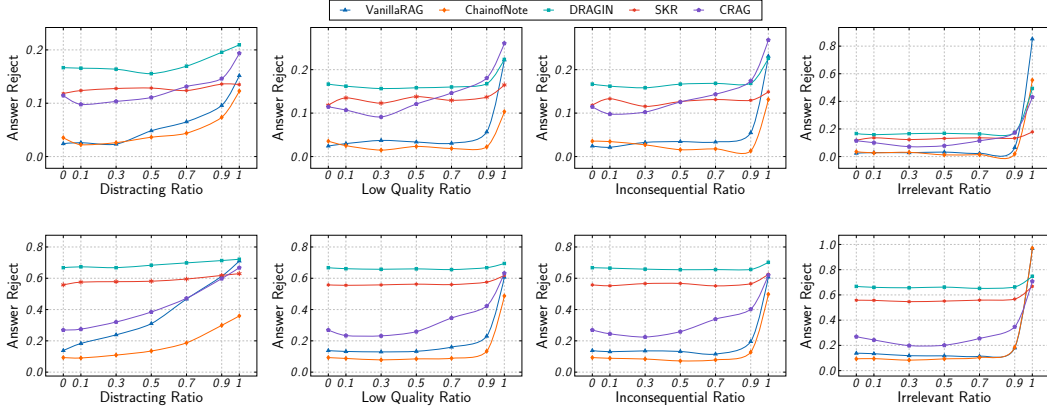 VanillaRAG ChainofNote DRAGIN SKR CRAG
Answer Reject
0.2
0.1
0.0
0 0.1 0.3 0.5 0.7 0.9 1
Distracting Ratio
Answer Reject
0.2
0.1
0.0
0 0.1 0.3 0.5 0.7 0.9 1
Low Quality Ratio
Answer Reject
0.2
0.1
0.0
0 0.1 0.3 0.5 0.7 0.9 1
Inconsequential Ratio
Answer Reject
0.8
0.6
0.4
0.2
0.0
0 0.1 0.3 0.5 0.7 0.9 1
Irrelevant Ratio
Answer Reject
0.8
0.6
0.4
0.2
0.0
0 0.1 0.3 0.5 0.7 0.9 1
Distracting Ratio
Answer Reject
0.8
0.6
0.4
0.2
0.0
0 0.1 0.3 0.5 0.7 0.9 1
Low Quality Ratio
Answer Reject
0.8
0.6
0.4
0.2
0.0
0 0.1 0.3 0.5 0.7 0.9 1
Inconsequential Ratio
Answer Reject
1.0
0.8
0.6
0.4
0.2
0.0
0 0.1 0.3 0.5 0.7 0.9 1
Irrelevant Ratio